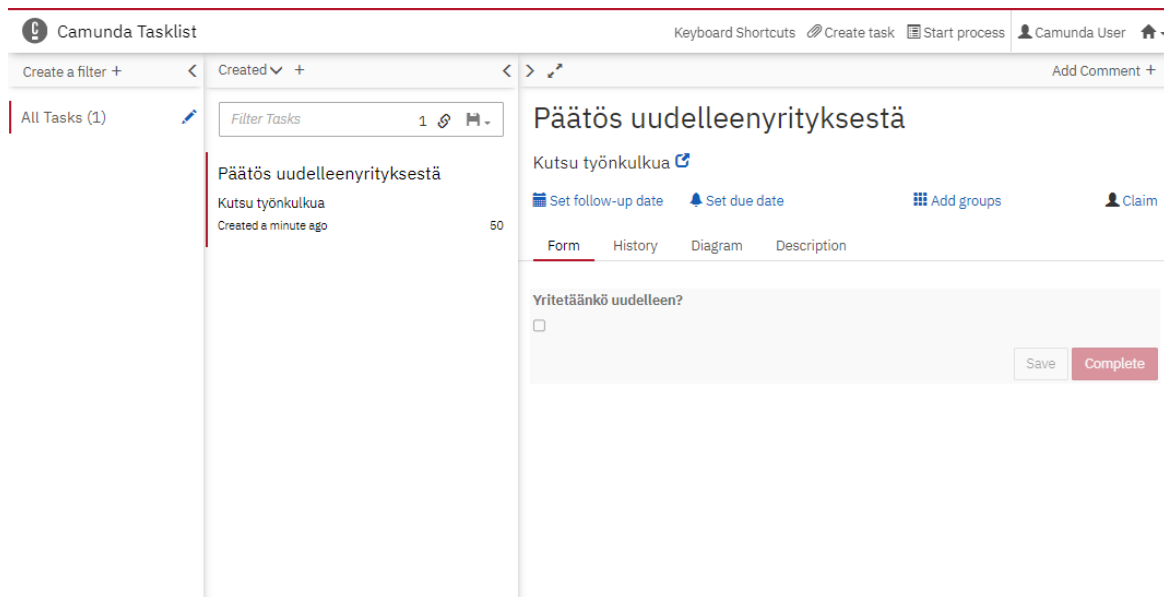 Camunda Tasklist
Keyboard Shortcuts Create task Start process Camunda User
Create a filter +
Created +
Add Comment +
All Tasks (1)
Filter Tasks 1
Päätös uudelleenyrityksestä
Kutsu työnkulkua
Created a minute ago 50
Päätös uudelleenyrityksestä
Kutsu työnkulkua
Set follow-up date Set due date Add groups Claim
Form History Diagram Description
Yritetäänkö uudelleen?
Save Complete